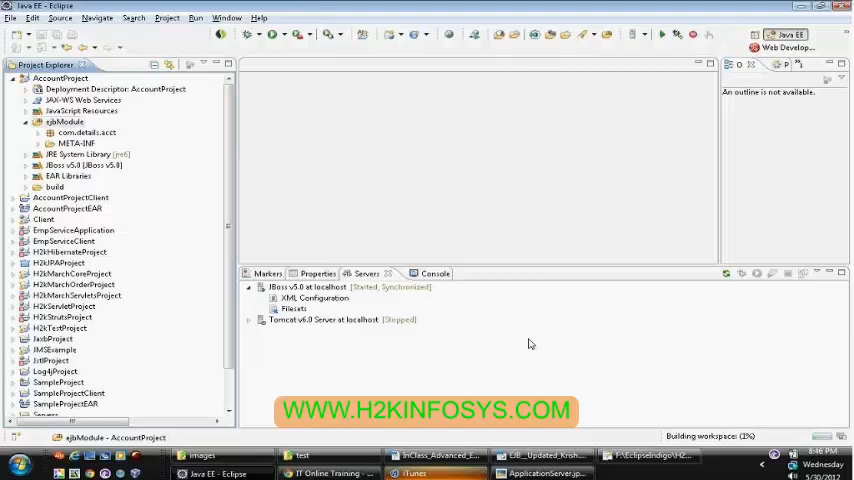 Java EE - Eclipse
File Edit Source Navigate Search Project Run Window Help
Java EE
Web Develop...
Project Explorer
AccountProject
Deployment Descriptor: AccountProject
JAX-WS Web Services
JavaScript Resources
ejbModule
com.details.acct
META-INF
JRE System Library [jre6]
JBoss v5.0 [JBoss v5.0]
EAR Libraries
build
AccountProjectClient
AccountProjectEAR
Client
EmpServiceApplication
EmpServiceClient
H2kHibernateProject
H2kJPAProject
H2kMarchCoreProject
H2kMarchOrderProject
H2kMarchServletsProject
H2kServletProject
H2kStrutsProject
H2kTestProject
JaxbProject
JMSExample
JstlProject
Log4jProject
SampleProject
SampleProjectClient
SampleProjectEAR
Servers
O P
An outline is not available.
Markers Properties Servers Console
JBoss v5.0 at localhost [Started, Synchronized]
XML Configuration
Filesets
Tomcat v6.0 Server at localhost [Stopped]
WWW.H2KINFOSYS.COM
ejbModule - AccountProject
Building workspace: (1%)
images test InClass_Advanced_E... EJB__Updated_Krish... F:\EclipseIndigo\H2...
Java EE - Eclipse IT Online Training - ... iTunes ApplicationServer.jp...
8:46 PM
Wednesday
5/30/2012